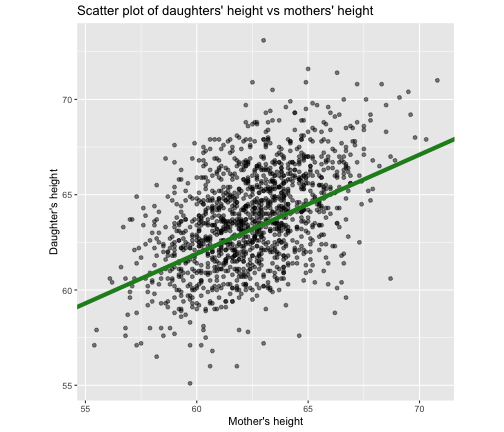 Scatter plot of daughters' height vs mothers' height
70
65
60
55
Daughter's height
55 60 65 70
Mother's height